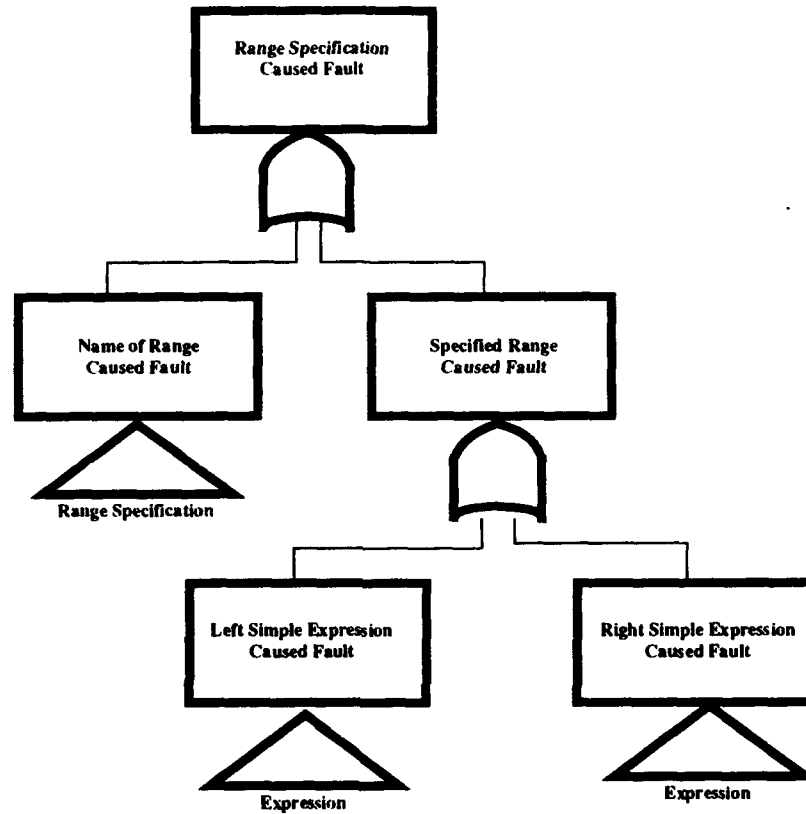 Range Specification
Caused Fault
Name of Range
Caused Fault
Specified Range
Caused Fault
Range Specification
Left Simple Expression
Caused Fault
Right Simple Expression
Caused Fault
Expression
Expression